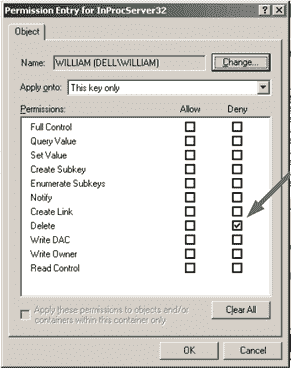 Permission Entry for InProcServer32
Object
Name: WILLIAM (DELL\WILLIAM) Change...
Apply onto: This key only
Permissions: Allow Deny
Full Control
Query Value
Set Value
Create Subkey
Enumerate Subkeys
Notify
Create Link
Delete
Write DAC
Write Owner
Read Control
Apply these permissions to objects and/or
containers within this container only
Clear All
OK Cancel